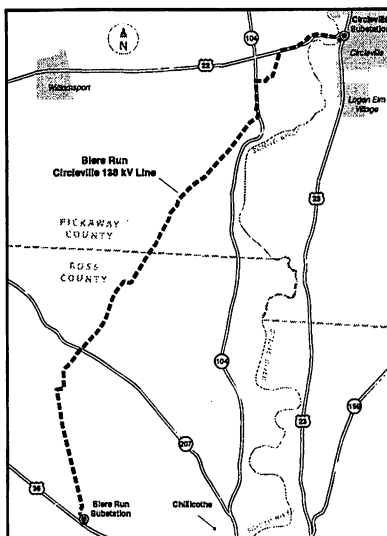 A
N
104
Circleville
Substation
Circleville
Williamsport
22
Logan Elm
Village
Biers Run
Circleville 138 kV Line
23
PICKAWAY
COUNTY
ROSS
COUNTY
104
23
159
207
35
Biers Run
Substation
Chillicothe